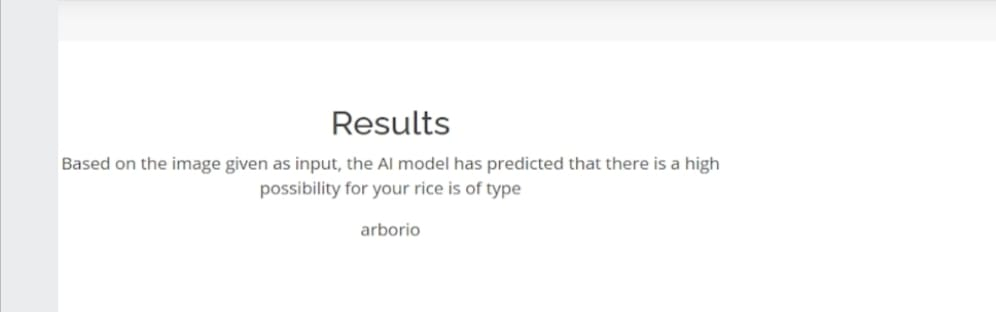 Results
Based on the image given as input, the AI model has predicted that there is a high
possibility for your rice is of type
arborio